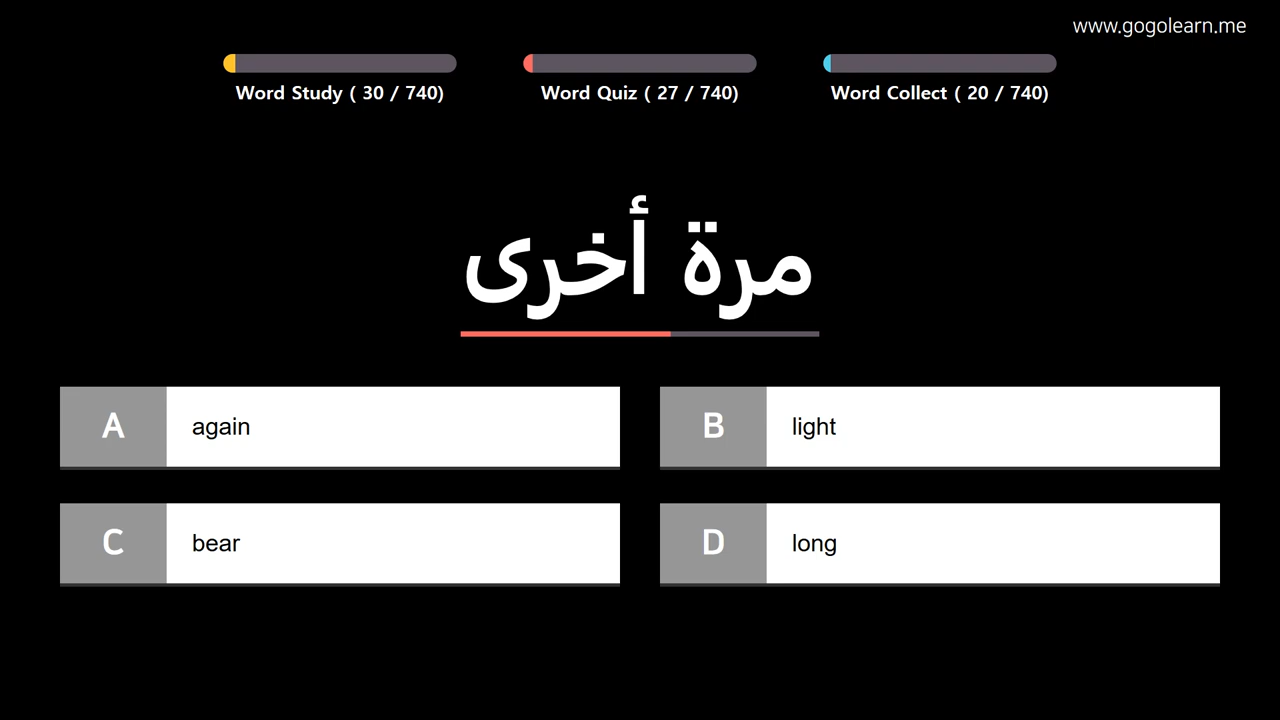 www.gogolearn.me
Word Study ( 30 / 740)
Word Quiz ( 27 / 740)
Word Collect ( 20 / 740)
مرة أخرى
A again
B light
C bear
D long